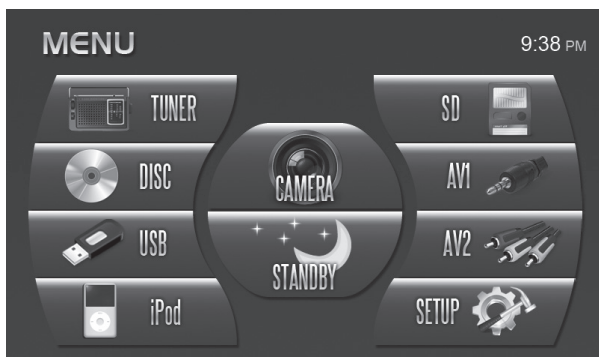 MENU
9:38 PM
TUNER
DISC
USB
iPod
CAMERA
STANDBY
SD
AV1
AV2
SETUP